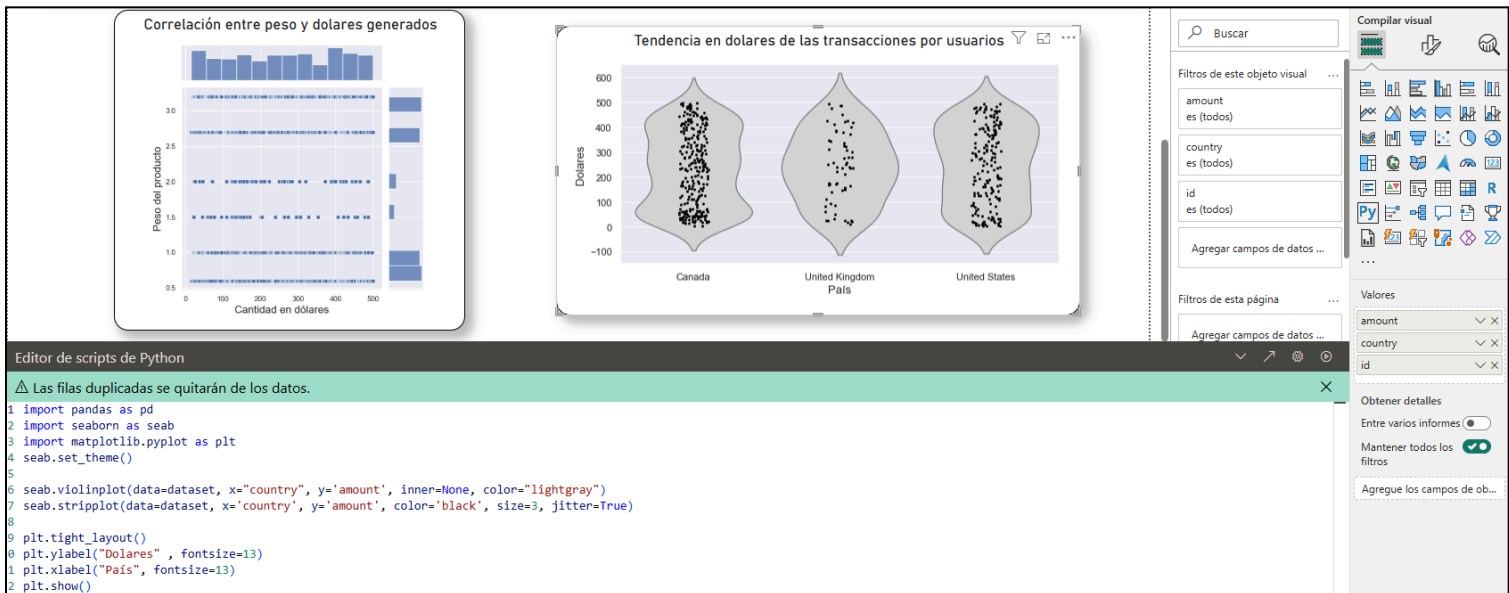 Correlación entre peso y dolares generados
3.0
2.5
2.0
1.5
1.0
0.5
Peso del producto
0 100 200 300 400 500
Cantidad en dólares
Tendencia en dolares de las transacciones por usuarios
600
500
400
300
200
100
0
−100
Dolares
Canada United Kingdom United States
País
Buscar
Filtros de este objeto visual ...
amount
es (todos)
country
es (todos)
id
es (todos)
Agregar campos de datos ...
Filtros de esta página ...
Agregar campos de datos ...
Compilar visual
123
R
Py
123
...
Valores
amount
country
id
Obtener detalles
Entre varios informes
Mantener todos los
filtros
Agregue los campos de ob...
Editor de scripts de Python
Las filas duplicadas se quitarán de los datos.
1 import pandas as pd
2 import seaborn as seab
3 import matplotlib.pyplot as plt
4 seab.set_theme()
5
6 seab.violinplot(data=dataset, x="country", y='amount', inner=None, color="lightgray")
7 seab.stripplot(data=dataset, x='country', y='amount', color='black', size=3, jitter=True)
8
9 plt.tight_layout()
0 plt.ylabel("Dolares" , fontsize=13)
1 plt.xlabel("País", fontsize=13)
2 plt.show()